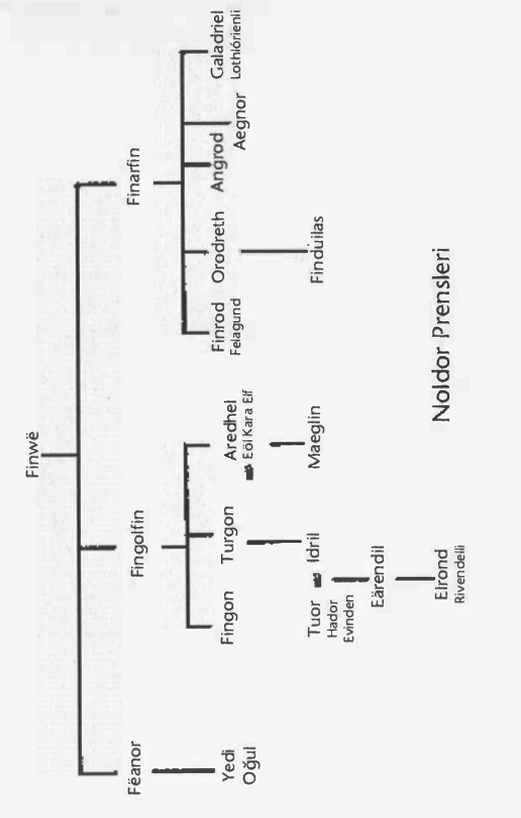 Finwë
Fëanor
Fingolfin
Finarfin
Yedi
Oğul
Fingon
Turgon
Aredhel
Eöl Kara Elf
Finrod
Felagund
Orodreth
Angrod
Aegnor
Galadriel
Lothlórienli
Tuor
Hador
Evinden
Idril
Maeglin
Finduilas
Eärendil
Elrond
Rivendelli
Noldor Prensleri